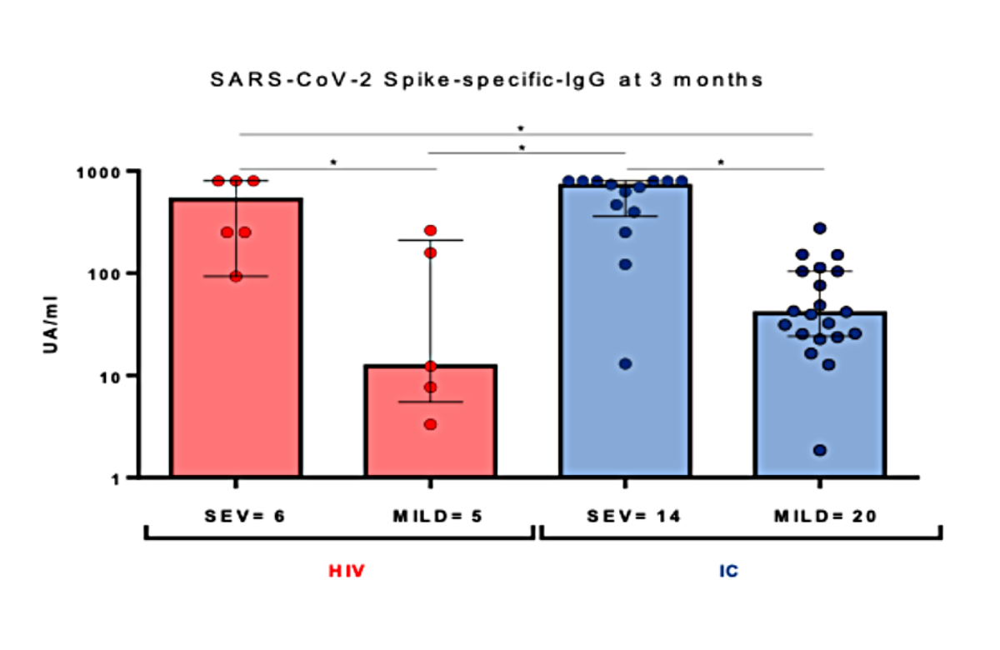 SARS-CoV-2 Spike-specific-IgG at 3 months
*
*
* *
1000
100
10
1
UA/ml
SEV= 6 MILD= 5 SEV= 14 MILD= 20
HIV IC